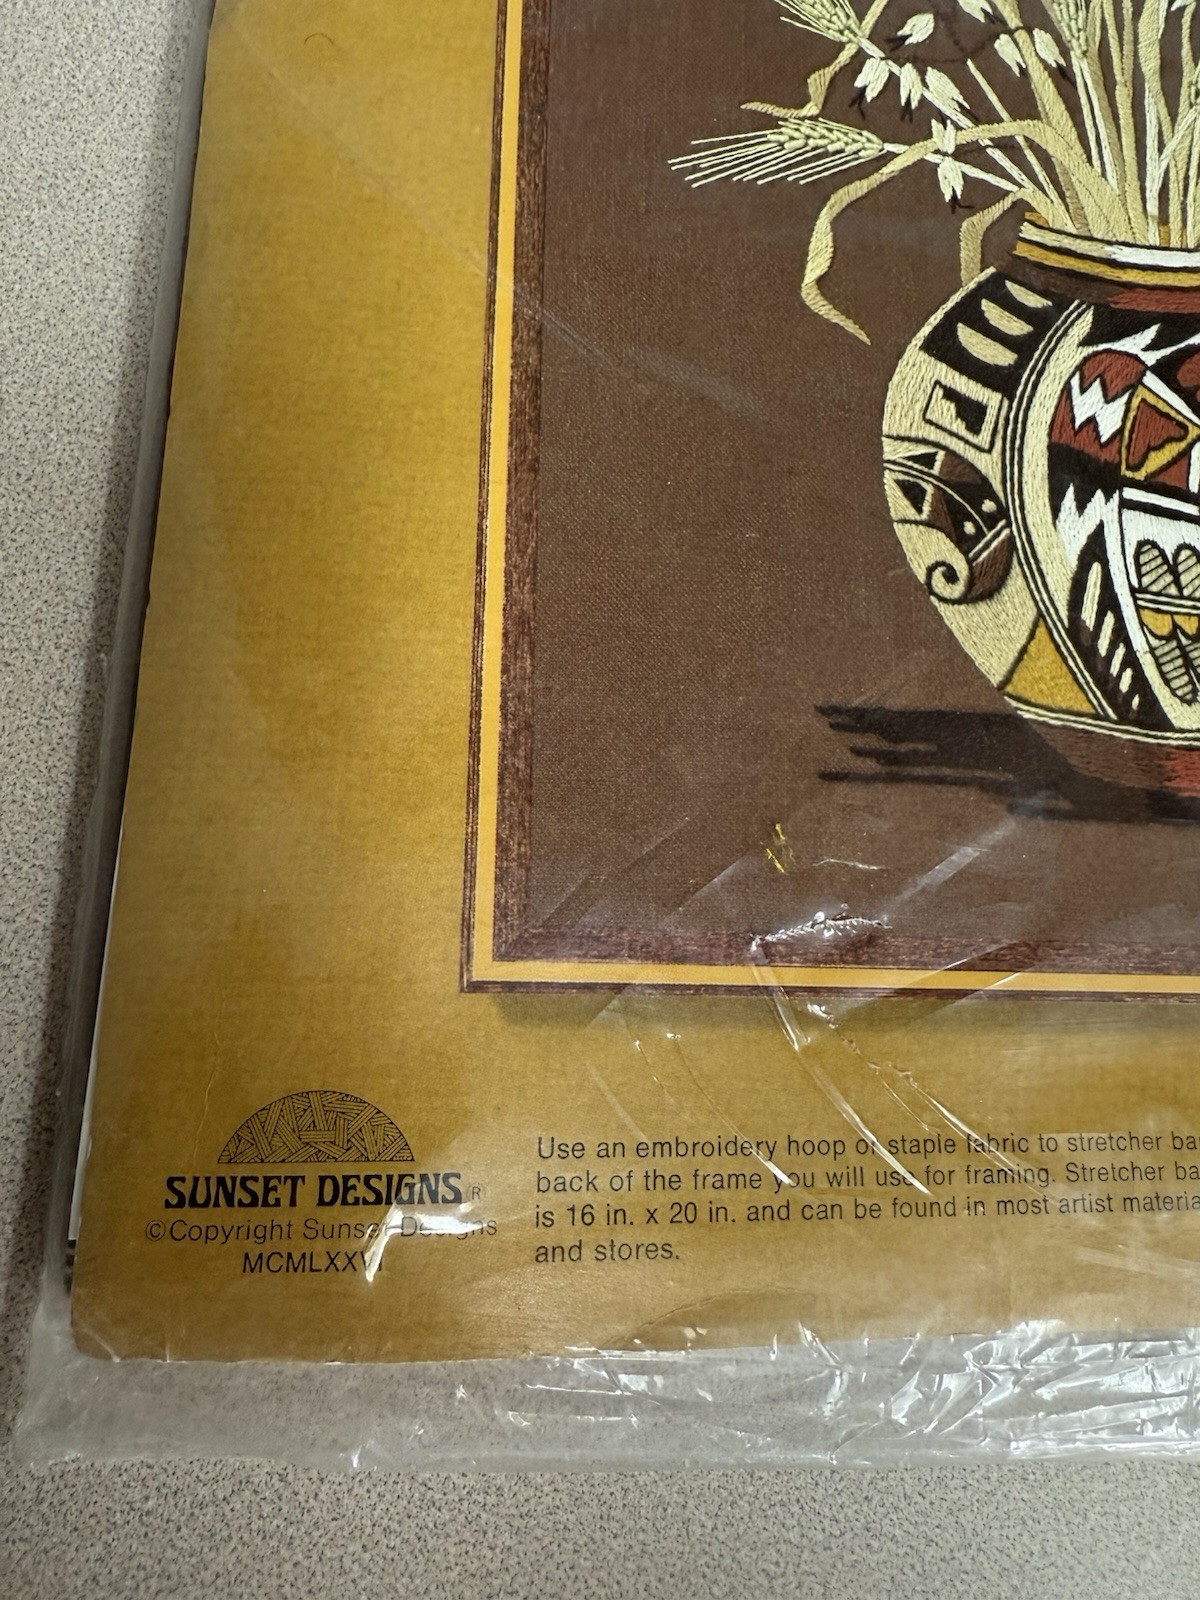 SUNSET DESIGNS R
©Copyright Sunset Designs
MCMLXXVI
Use an embroidery hoop or staple fabric to stretcher
back of the frame you will use for framing. Stretcher
is 16 in. x 20 in. and can be found in most artist
and stores.